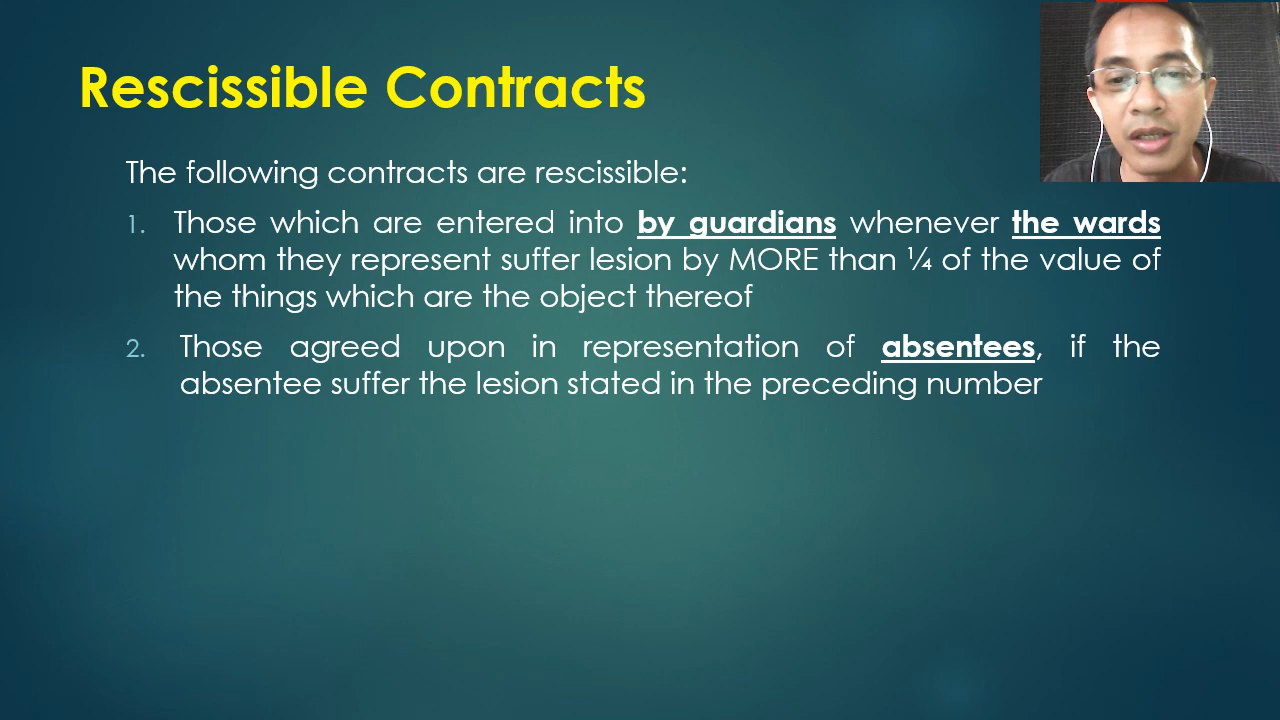 Rescissible Contracts
The following contracts are rescissible:
1. Those which are entered into by guardians whenever the wards
whom they represent suffer lesion by MORE than ¼ of the value of
the things which are the object thereof
2. Those agreed upon in representation of absentees, if the
absentee suffer the lesion stated in the preceding number